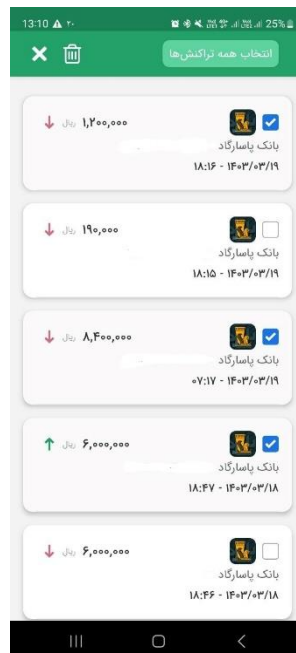 13:10 ۲۰ 25%
انتخاب همه تراکنش‌ها
۱,۲۰۰,۰۰۰ ریال
بانک پاسارگاد
۱۴۰۳/۰۳/۱۹ - ۱۸:۱۶
۱۹۰,۰۰۰ ریال
بانک پاسارگاد
۱۴۰۳/۰۳/۱۹ - ۱۸:۱۵
۸,۴۰۰,۰۰۰ ریال
بانک پاسارگاد
۱۴۰۳/۰۳/۱۹ - ۰۷:۱۷
۶,۰۰۰,۰۰۰ ریال
بانک پاسارگاد
۱۴۰۳/۰۳/۱۸ - ۱۸:۴۷
۶,۰۰۰,۰۰۰ ریال
بانک پاسارگاد
۱۴۰۳/۰۳/۱۸ - ۱۸:۴۶